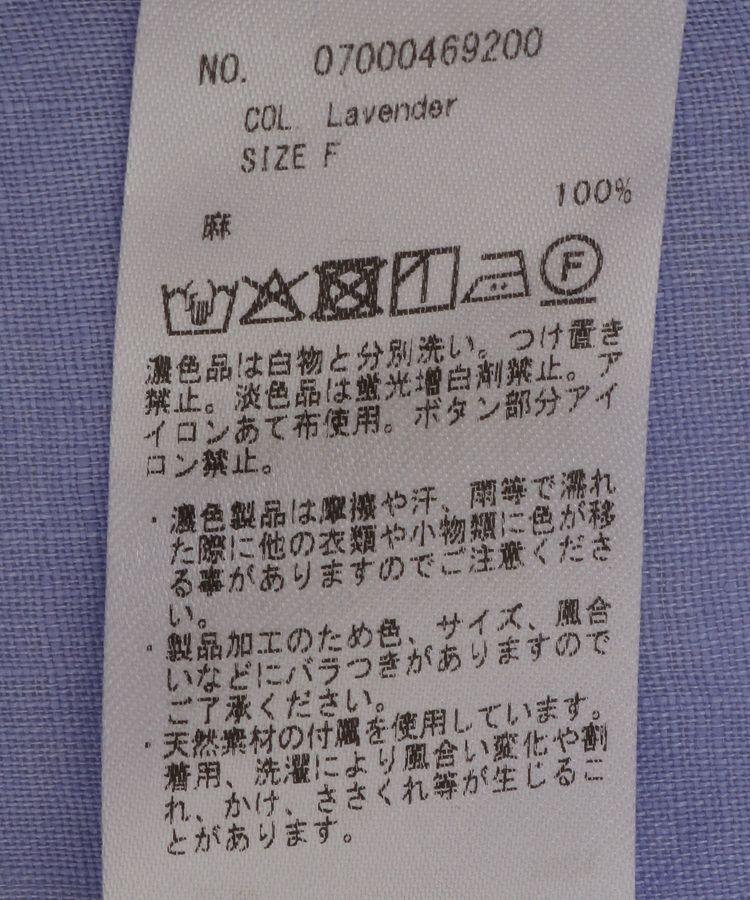 NO. 07000469200
COL Lavender
SIZE F
麻 100%
F
濃色品は白物と分別洗い。つけ置き
禁止。淡色品は蛍光増白剤禁止。ア
イロンあて布使用。ボタン部分アイ
ロン禁止。
・濃色製品は摩擦や汗、雨等で濡れ
た際に他の衣類や小物類に色が移
る事がありますのでご注意くださ
い。
・製品加工のため色、サイズ、風合
いなどにバラつきがありますので
ご了承ください。
・天然素材の付属を使用しています。
着用、洗濯により風合い変化や割
れ、かけ、ささくれ等が生じるこ
とがあります。